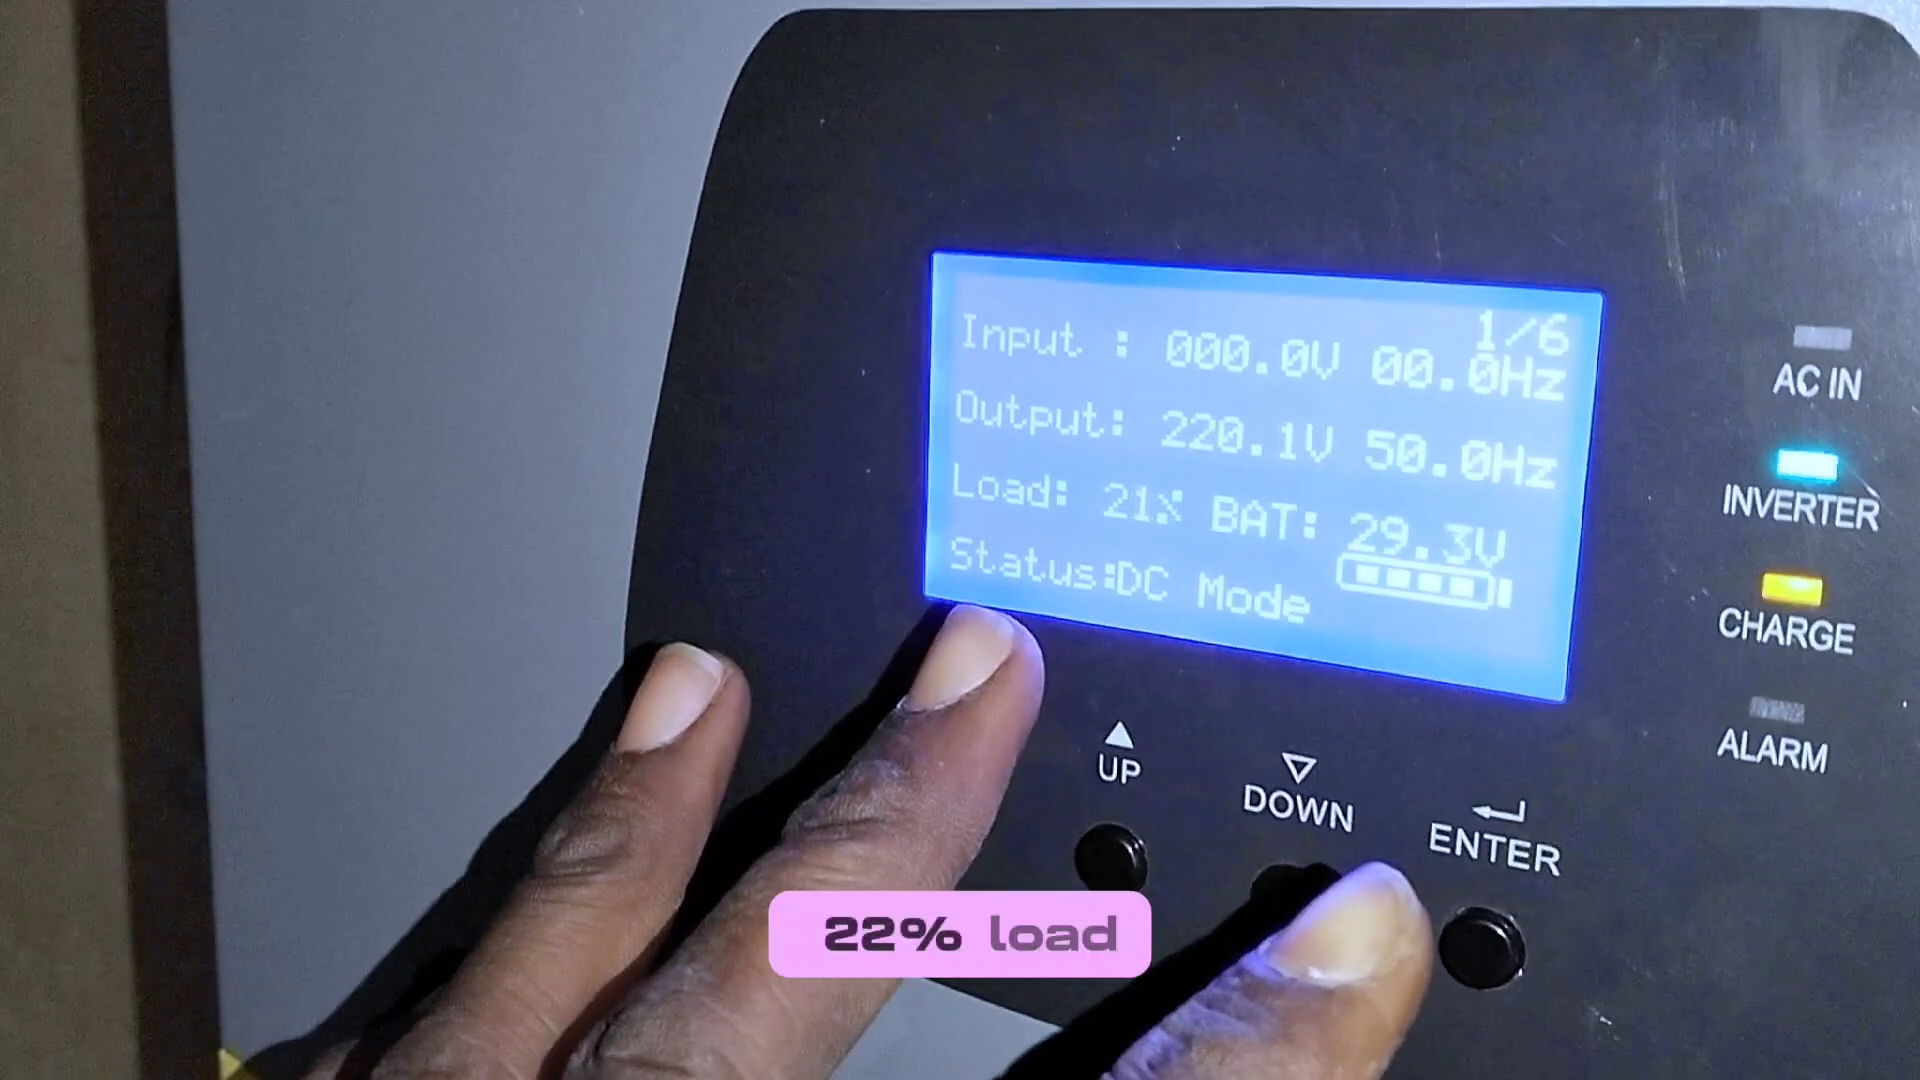 1/6
Input : 000.0V 00.0Hz
Output: 220.1V 50.0Hz
Load: 21% BAT: 29.3V
Status:DC Mode
AC IN
INVERTER
CHARGE
ALARM
UP
DOWN
ENTER
22% load